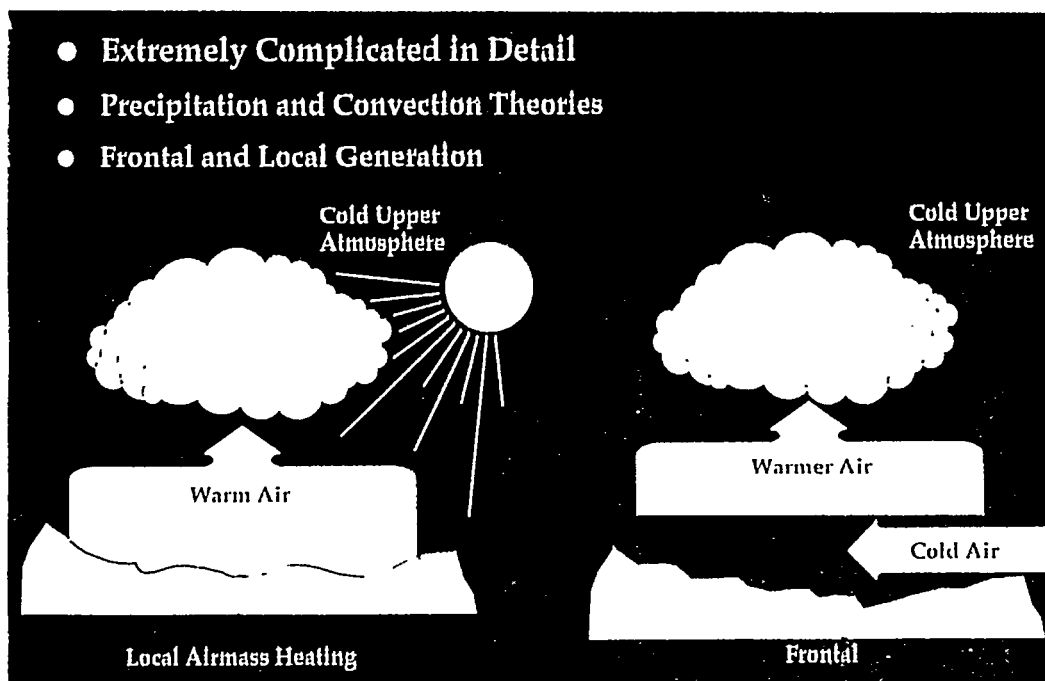 Extremely Complicated in Detail
Precipitation and Convection Theories
Frontal and Local Generation
Cold Upper
Atmosphere
Warm Air
Local Airmass Heating
Cold Upper
Atmosphere
Warmer Air
Cold Air
Frontal